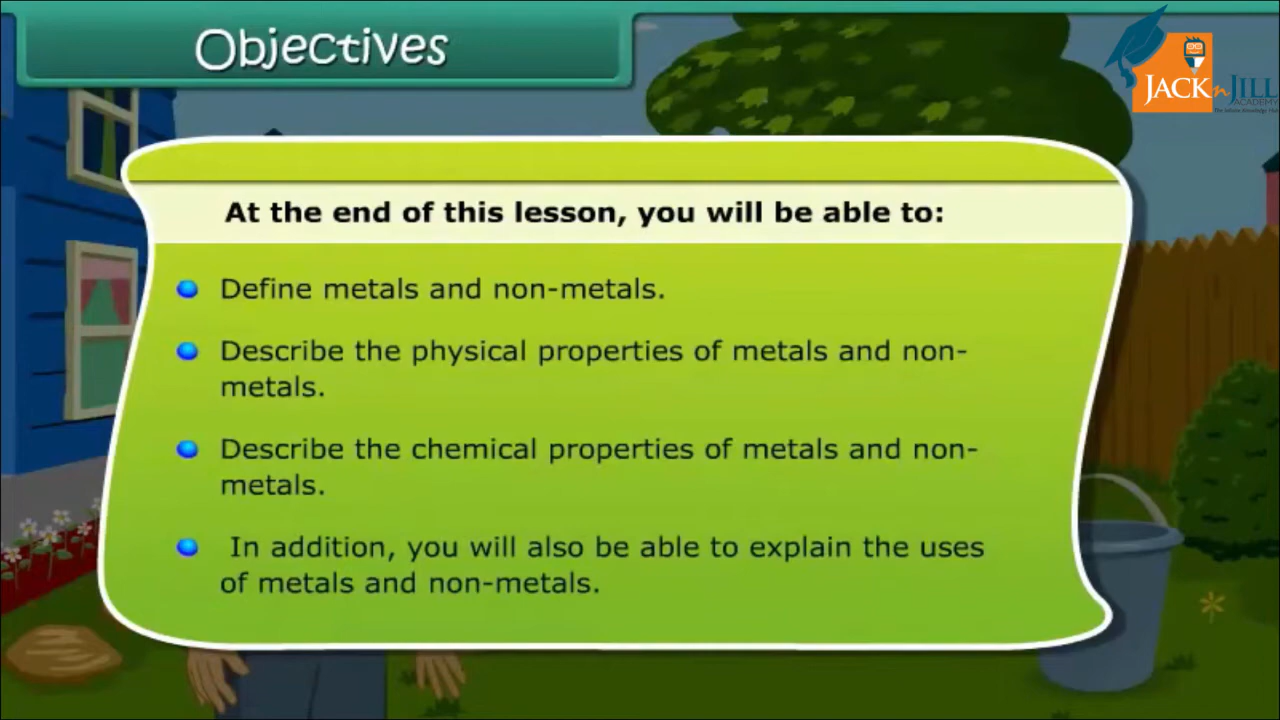 Objectives
JACKnJILL
ACADEMY
At the end of this lesson, you will be able to:
Define metals and non-metals.
Describe the physical properties of metals and non-
metals.
Describe the chemical properties of metals and non-
metals.
In addition, you will also be able to explain the uses
of metals and non-metals.